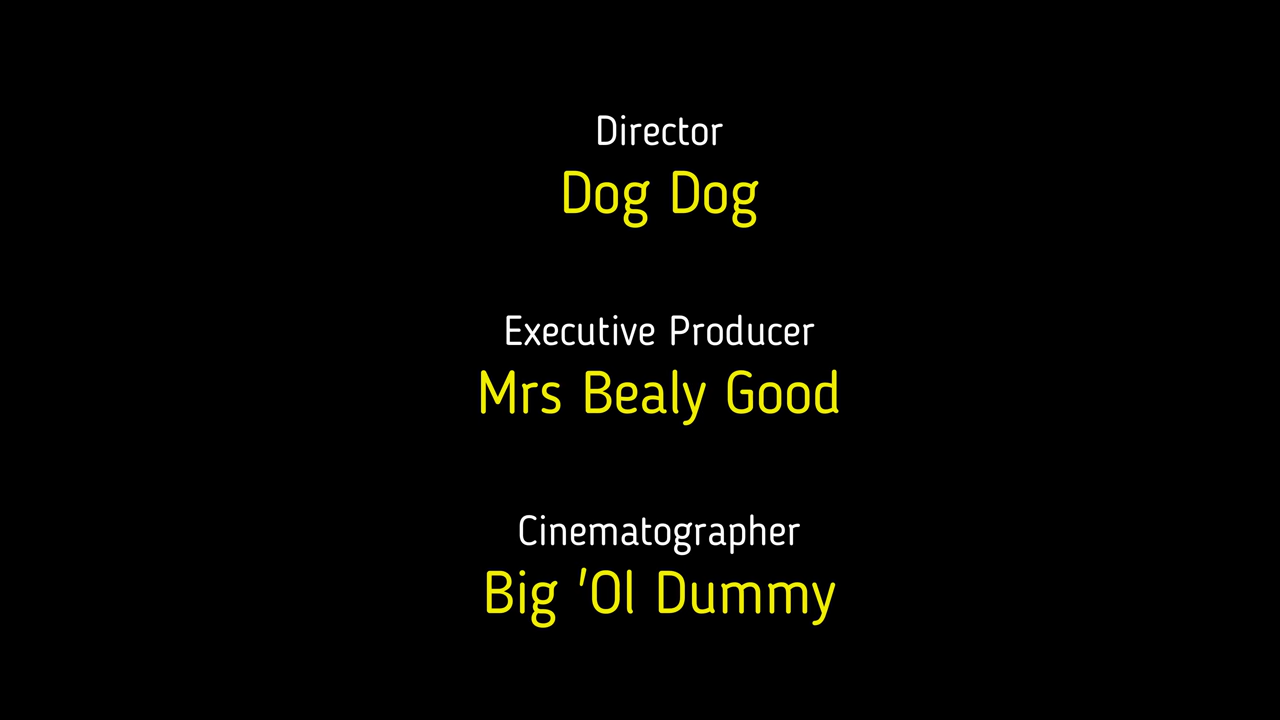 Director
Dog Dog
Executive Producer
Mrs Bealy Good
Cinematographer
Big 'Ol Dummy